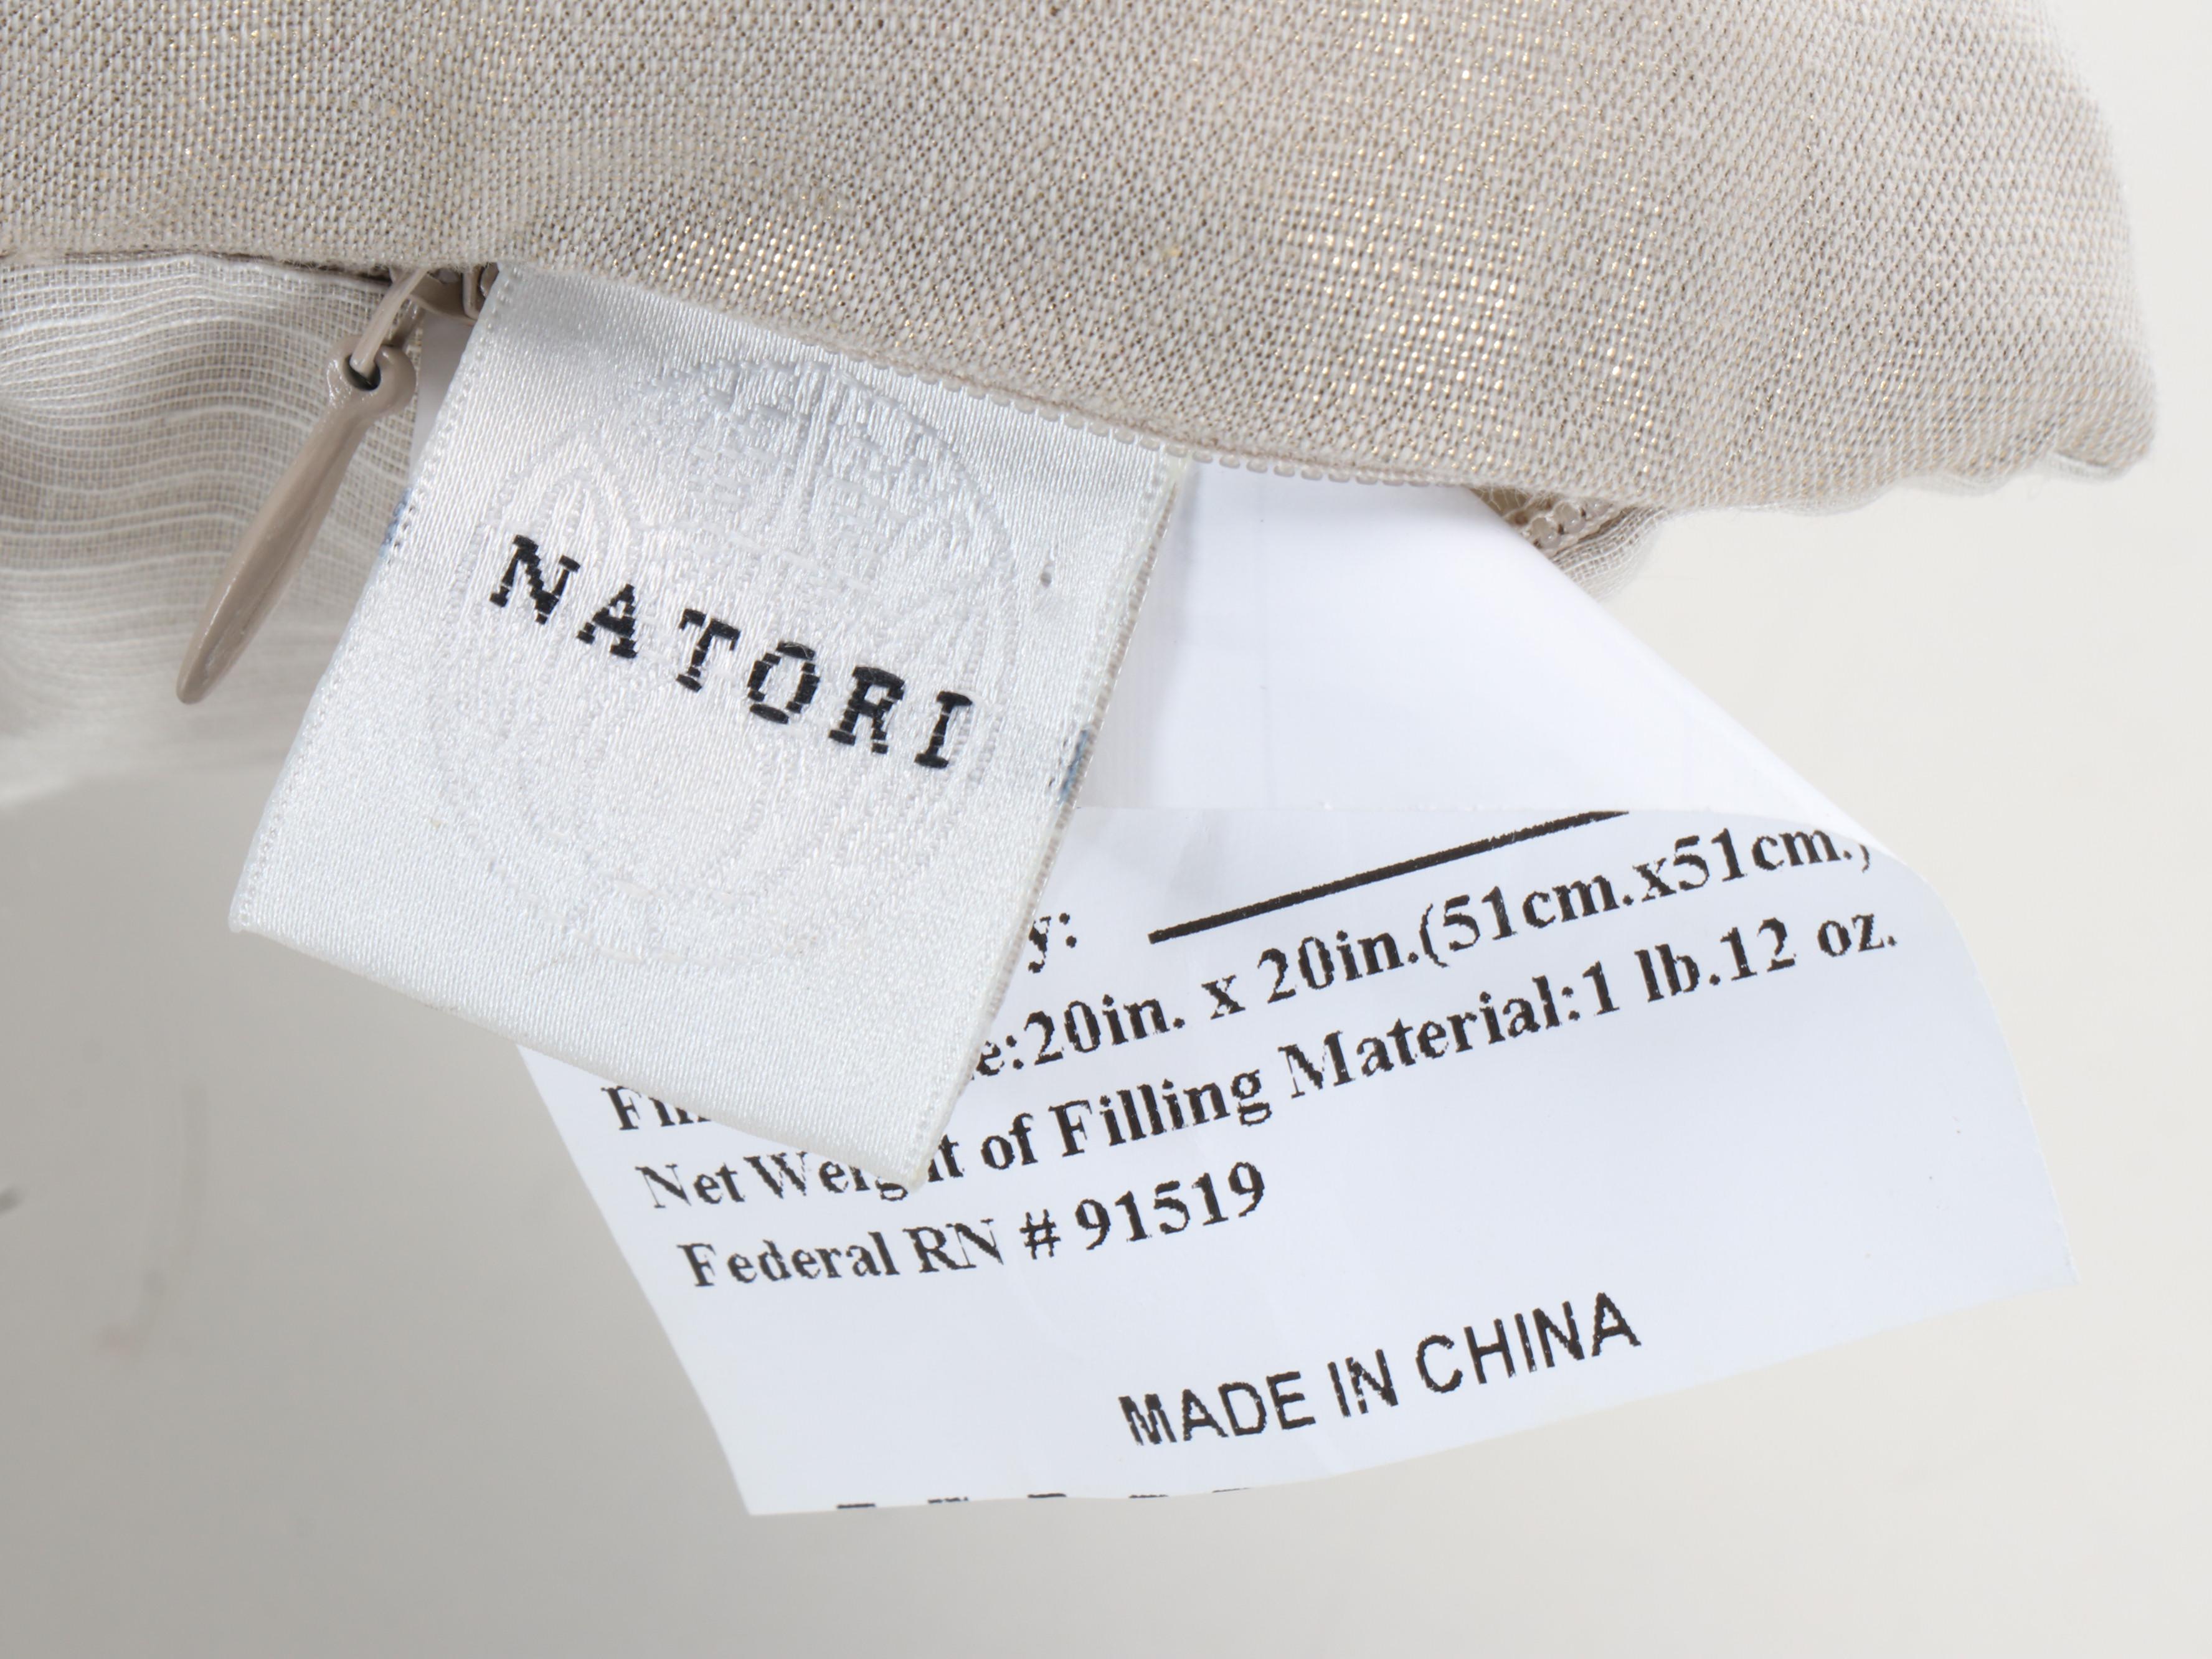 NATORI
20in. x 20in.(51cm.x51cm.)
Net Weight of Filling Material:1 lb.12 oz.
Federal RN # 91519
MADE IN CHINA